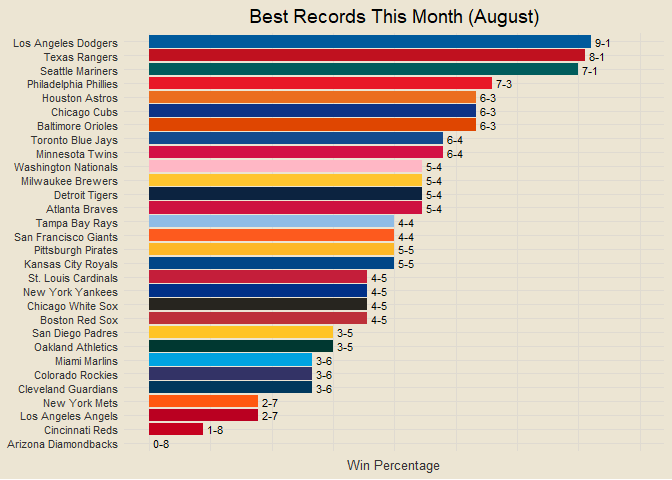 Best Records This Month (August)
Los Angeles Dodgers 9-1
Texas Rangers 8-1
Seattle Mariners 7-1
Philadelphia Phillies 7-3
Houston Astros 6-3
Chicago Cubs 6-3
Baltimore Orioles 6-3
Toronto Blue Jays 6-4
Minnesota Twins 6-4
Washington Nationals 5-4
Milwaukee Brewers 5-4
Detroit Tigers 5-4
Atlanta Braves 5-4
Tampa Bay Rays 4-4
San Francisco Giants 4-4
Pittsburgh Pirates 5-5
Kansas City Royals 5-5
St. Louis Cardinals 4-5
New York Yankees 4-5
Chicago White Sox 4-5
Boston Red Sox 4-5
San Diego Padres 3-5
Oakland Athletics 3-5
Miami Marlins 3-6
Colorado Rockies 3-6
Cleveland Guardians 3-6
New York Mets 2-7
Los Angeles Angels 2-7
Cincinnati Reds 1-8
Arizona Diamondbacks 0-8
Win Percentage